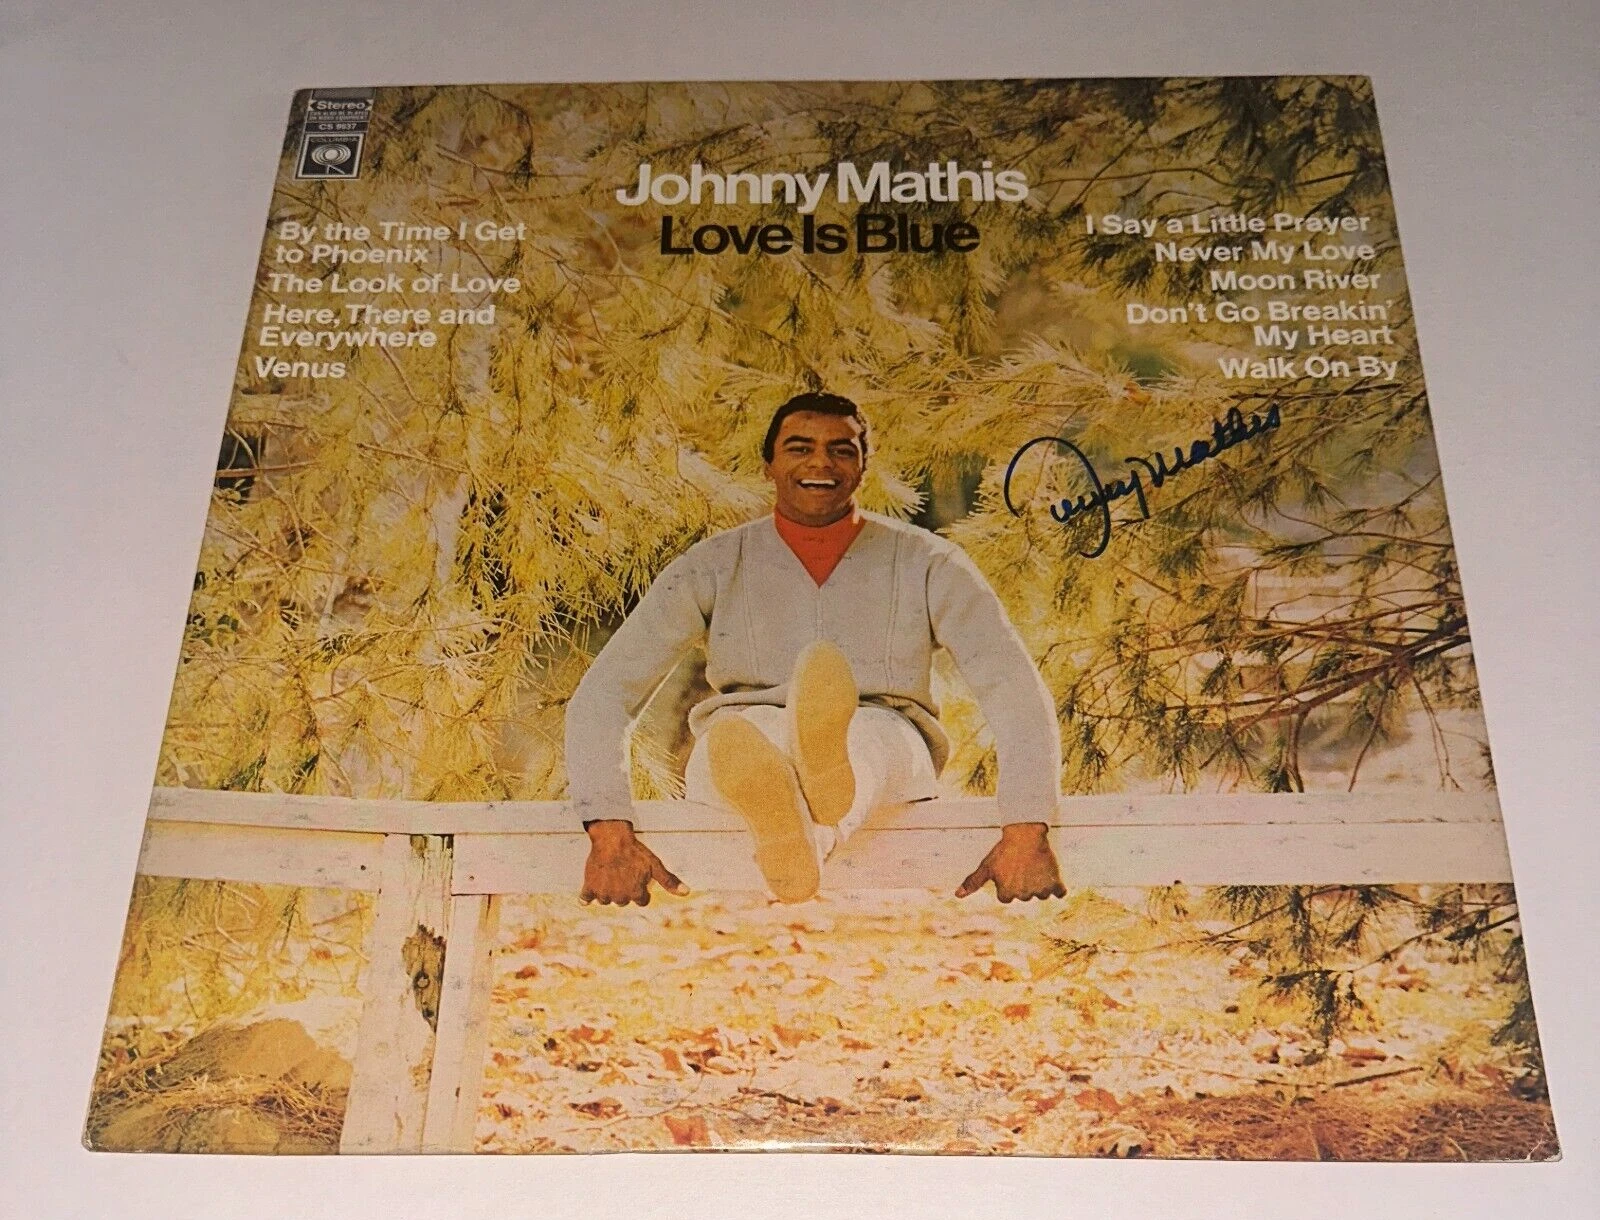 Stereo
CS 9637
COLUMBIA
Johnny Mathis
Love Is Blue
By the Time I Get
to Phoenix
The Look of Love
Here, There and
Everywhere
Venus
I Say a Little Prayer
Never My Love
Moon River
Don't Go Breakin'
My Heart
Walk On By
Johnny Mathis